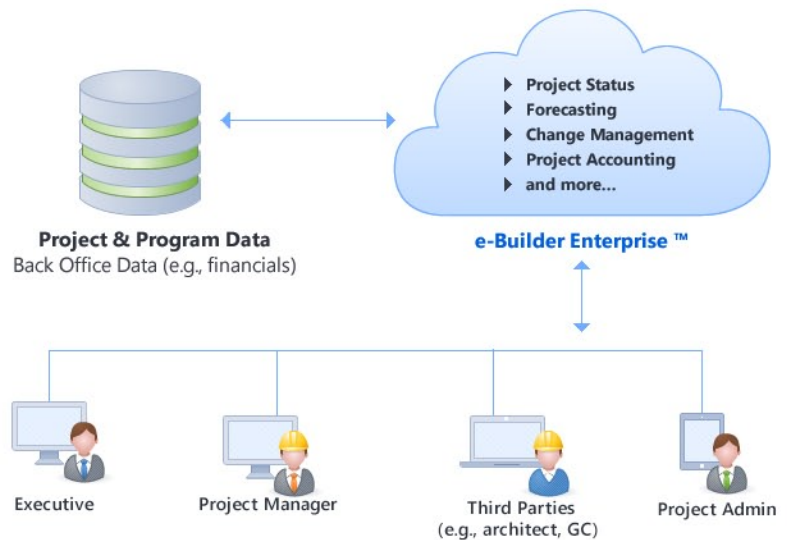 Project Status
Forecasting
Change Management
Project Accounting
and more...
Project & Program Data
Back Office Data (e.g., financials)
e-Builder Enterprise ™
Executive
Project Manager
Third Parties
(e.g., architect, GC)
Project Admin